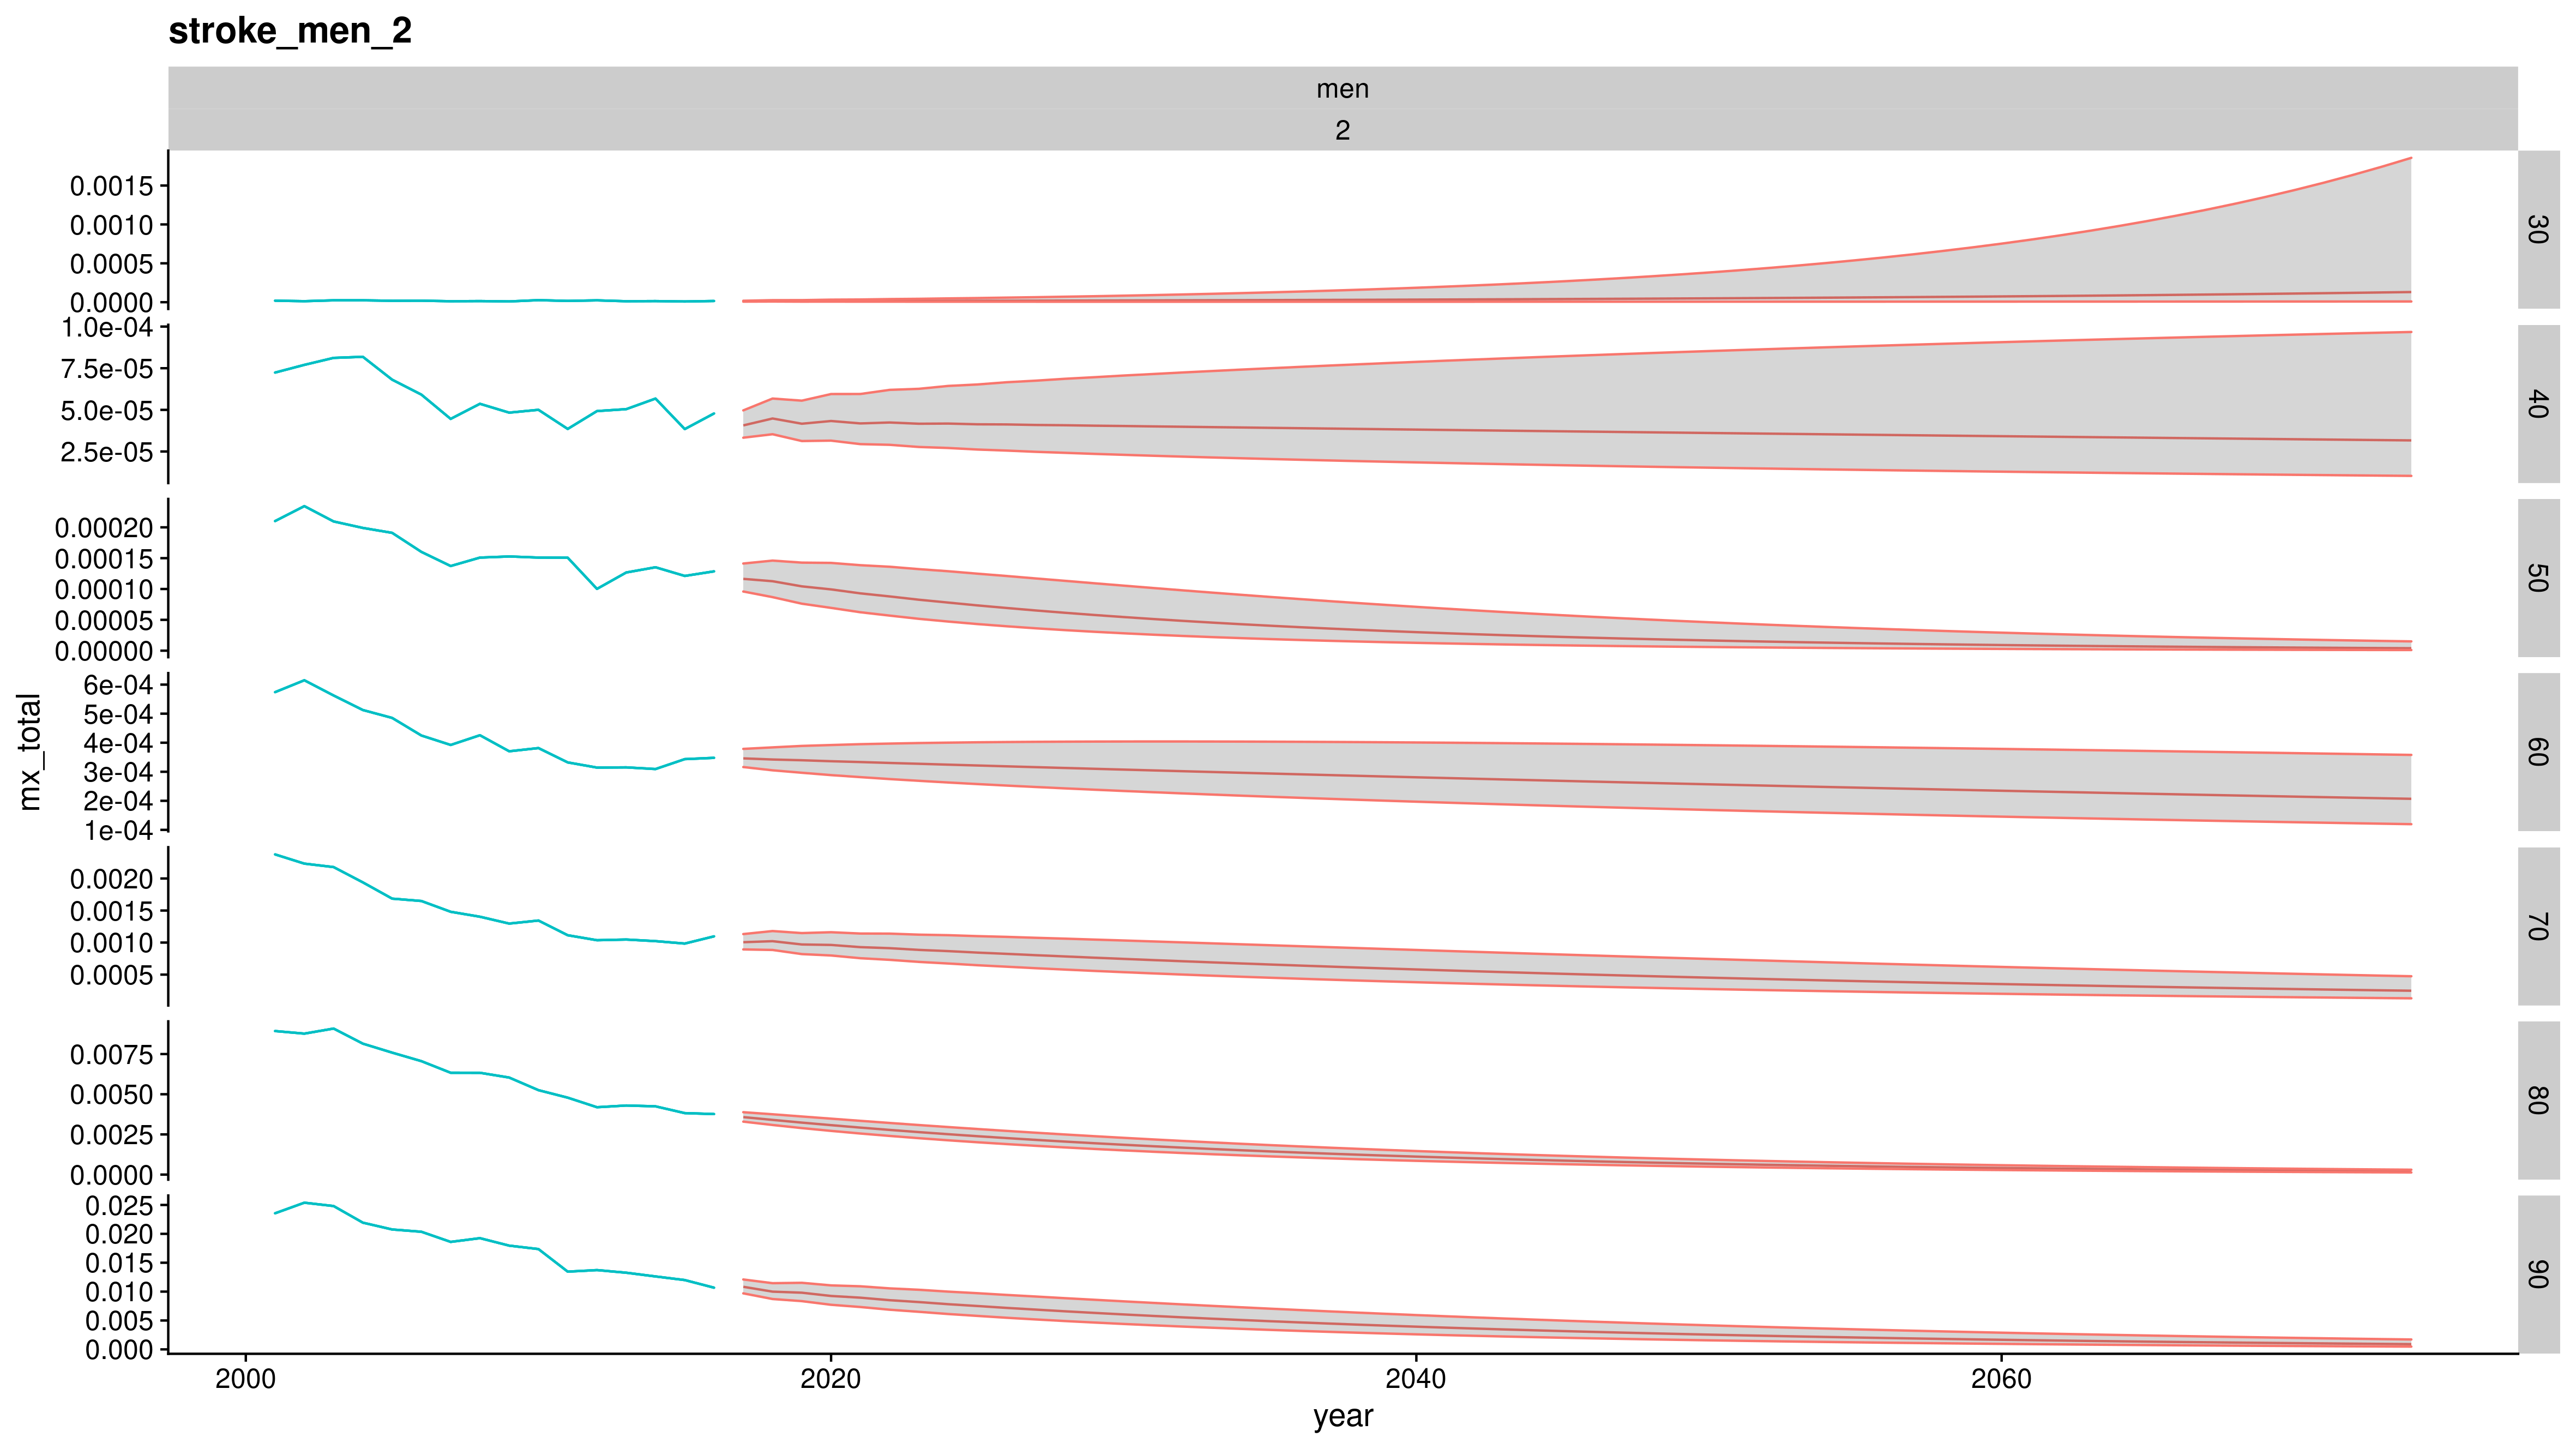 stroke_men_2
men
2
0.0015
0.0010
0.0005
0.0000
30
1.0e-04
7.5e-05
5.0e-05
2.5e-05
40
0.00020
0.00015
0.00010
0.00005
0.00000
50
mx_total
6e-04
5e-04
4e-04
3e-04
2e-04
1e-04
60
0.0020
0.0015
0.0010
0.0005
70
0.0075
0.0050
0.0025
0.0000
80
0.025
0.020
0.015
0.010
0.005
0.000
90
2000 2020 2040 2060
year